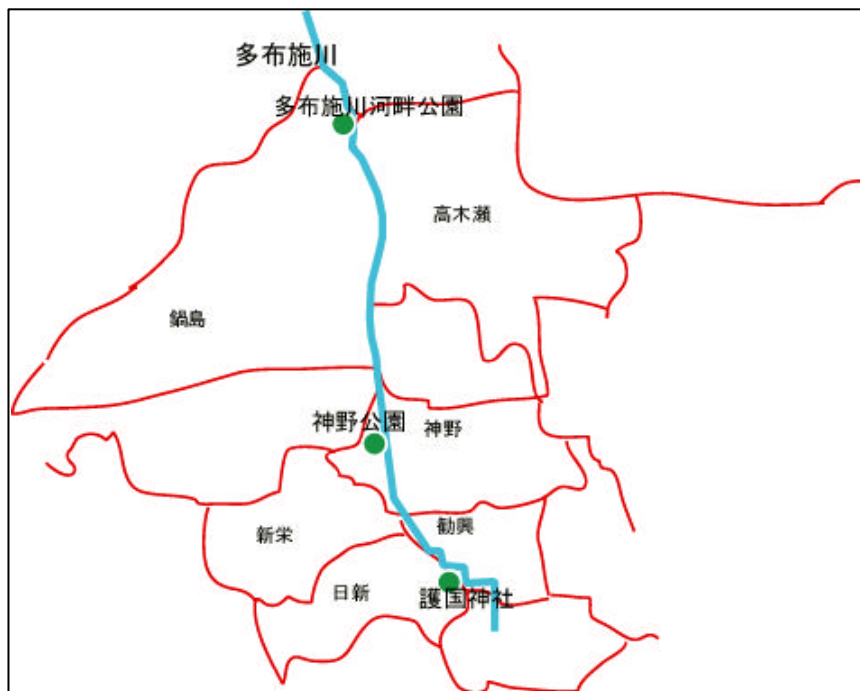 多布施川
多布施川河畔公園
高木瀬
鍋島
神野公園
神野
勧興
新栄
日新
護国神社